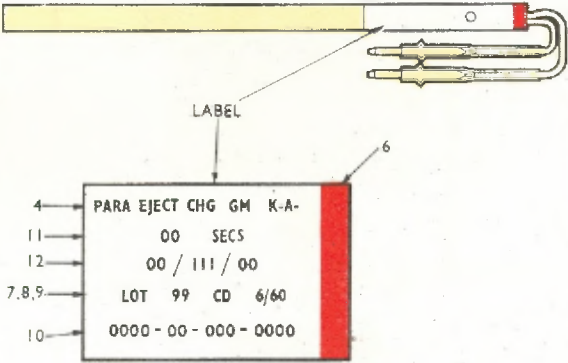 LABEL
6
4 PARA EJECT CHG GM K-A-
11 00 SECS
12 00 / 111 / 00
7,8,9 LOT 99 CD 6/60
10 0000 - 00 - 000 - 0000